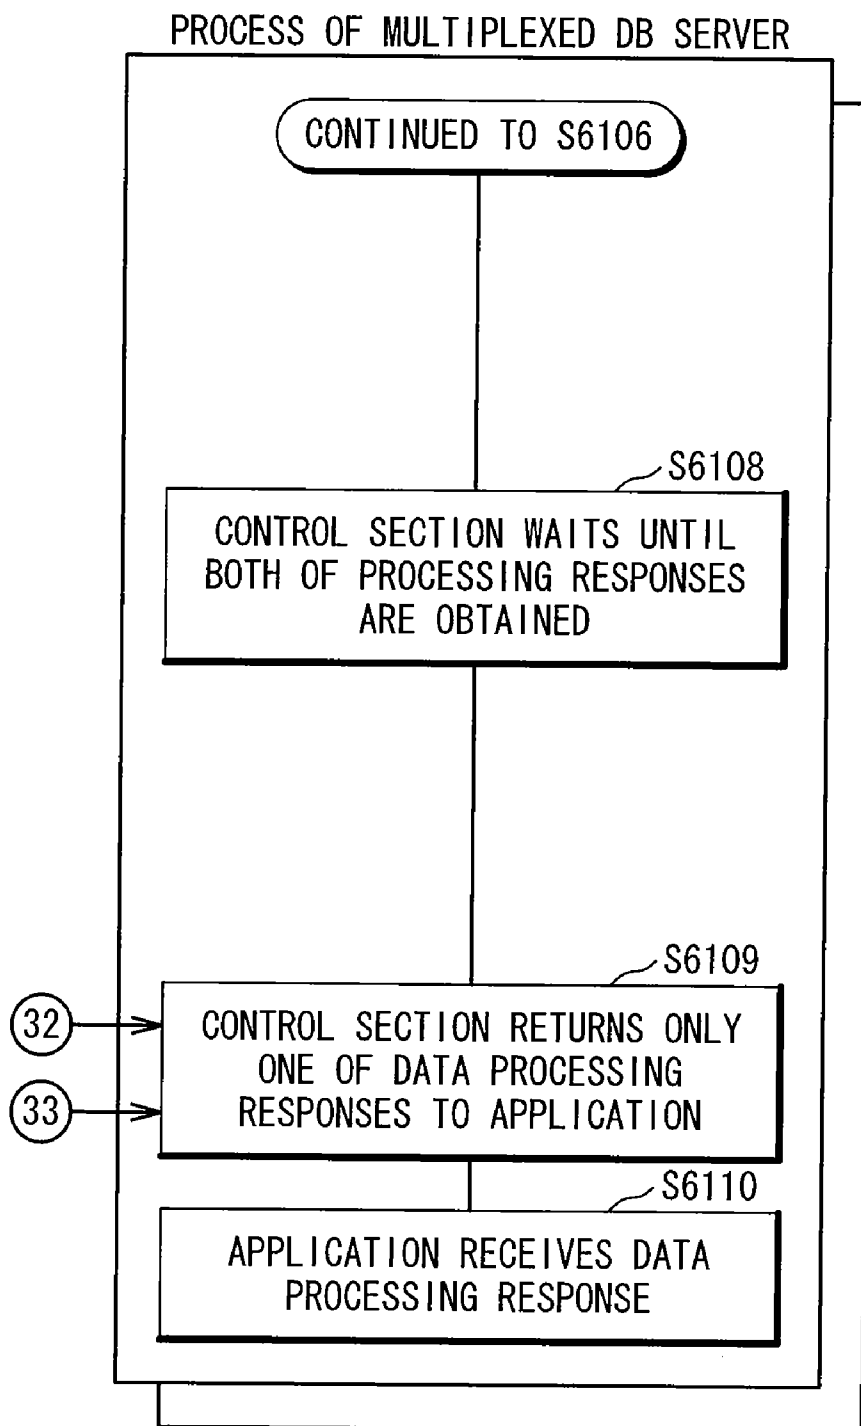 PROCESS OF MULTIPLEXED DB SERVER
CONTINUED TO S6106
S6108
CONTROL SECTION WAITS UNTIL
BOTH OF PROCESSING RESPONSES
ARE OBTAINED
S6109
32
CONTROL SECTION RETURNS ONLY
ONE OF DATA PROCESSING
33
RESPONSES TO APPLICATION
S6110
APPLICATION RECEIVES DATA
PROCESSING RESPONSE